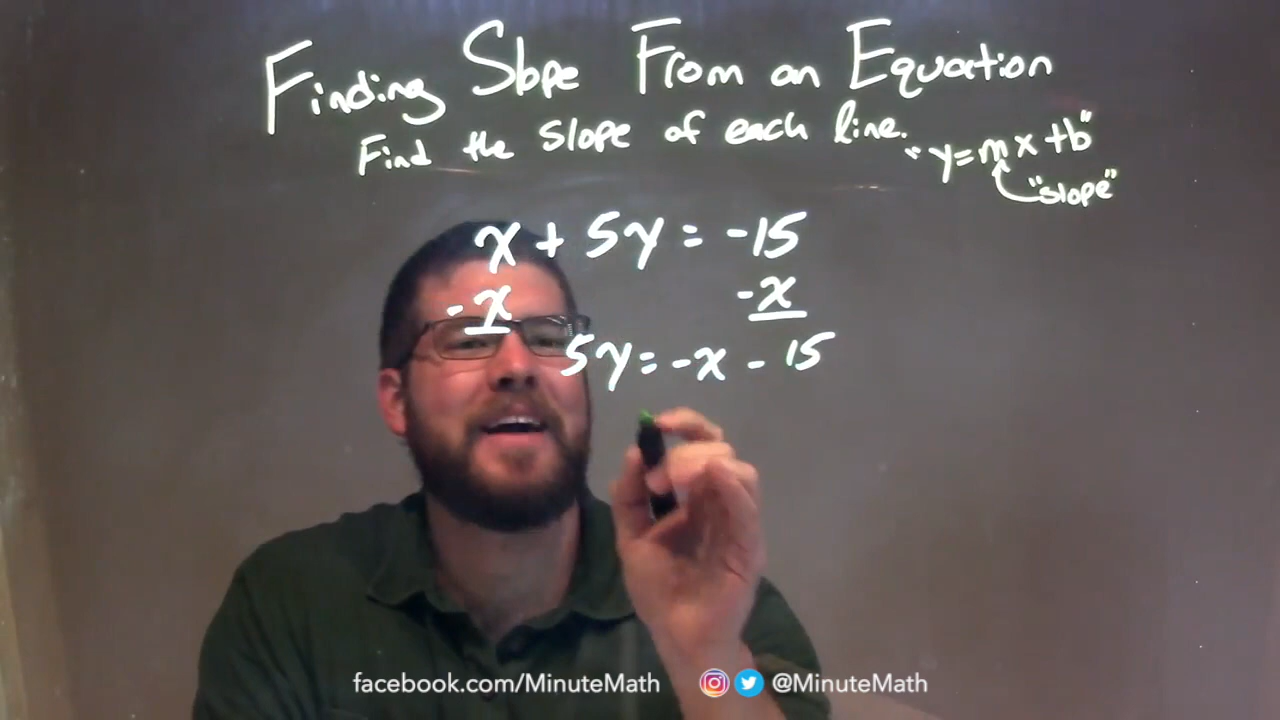 Finding Slope From an Equation
Find the slope of each line. "y=mx+b"
"slope"
x + 5y = -15
-x -x
5y = -x - 15
facebook.com/MinuteMath @MinuteMath